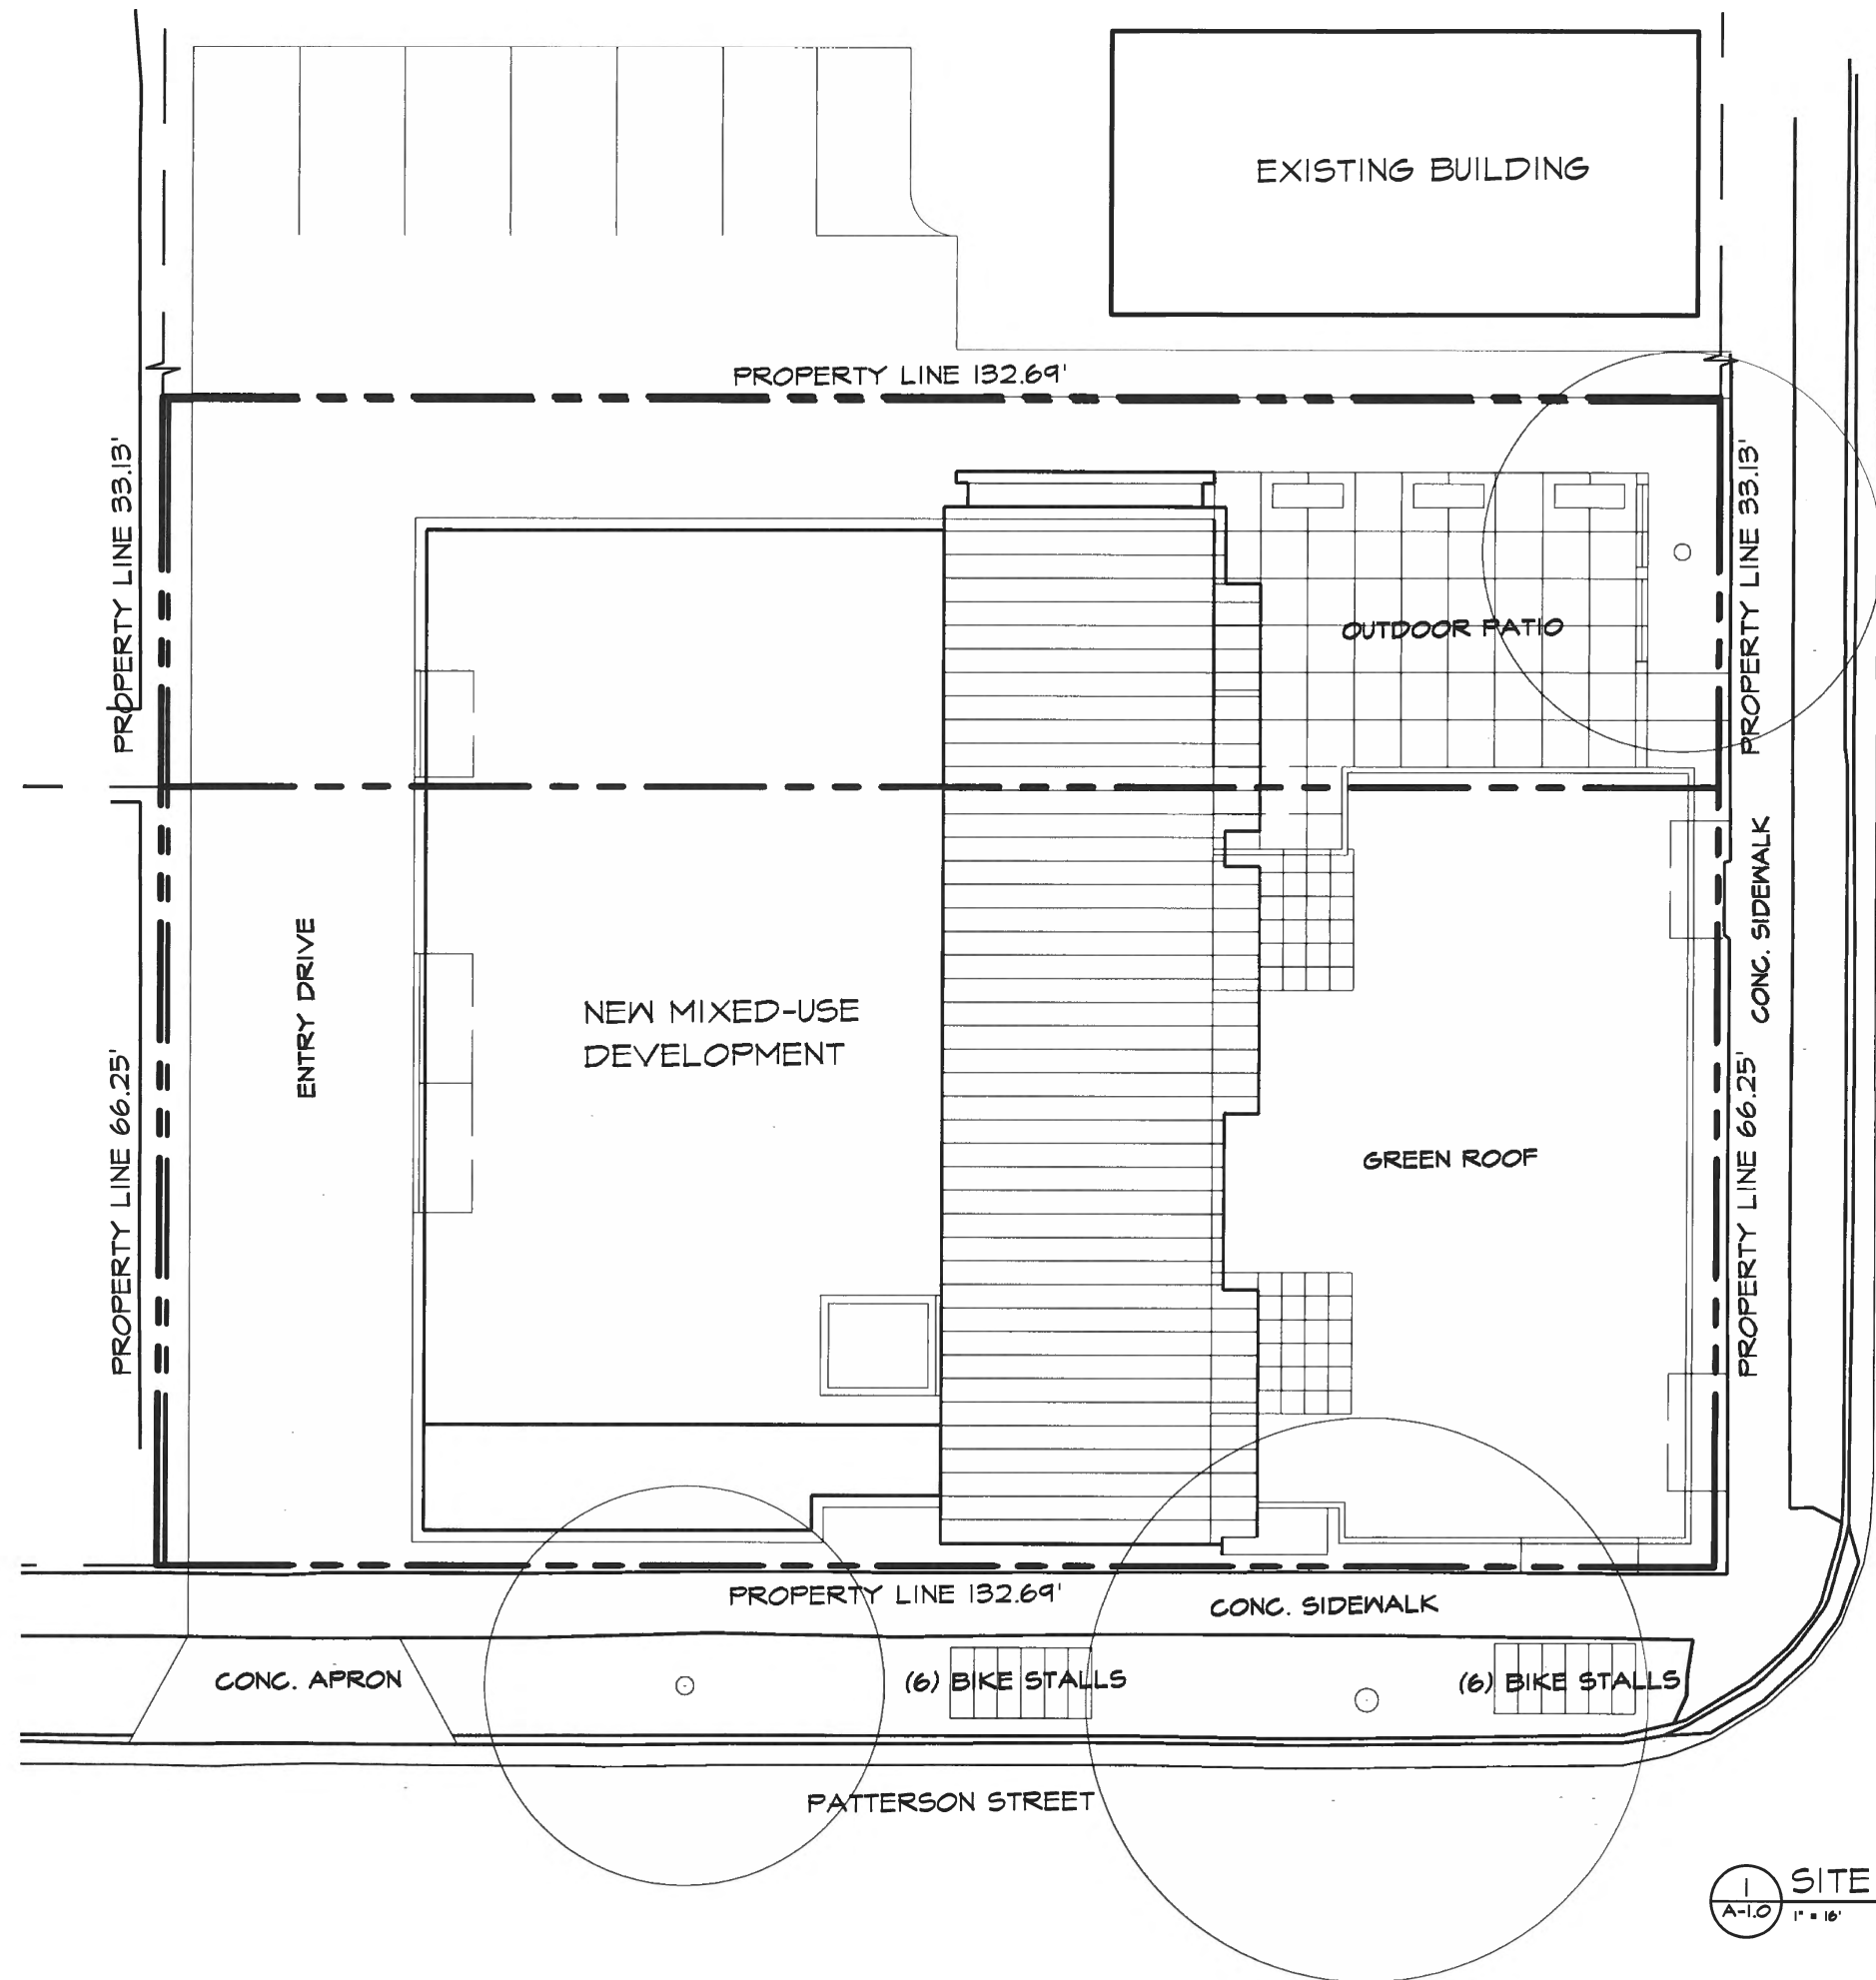 EXISTING BUILDING
PROPERTY LINE 132.69'
PROPERTY LINE 33.13'
PROPERTY LINE 33.13'
OUTDOOR PATIO
CONC. SIDEWALK
ENTRY DRIVE
NEW MIXED-USE
DEVELOPMENT
PROPERTY LINE 66.25'
PROPERTY LINE 66.25'
GREEN ROOF
PROPERTY LINE 132.69'
CONC. SIDEWALK
CONC. APRON
(6) BIKE STALLS
(6) BIKE STALLS
PATTERSON STREET
1
A-1.0
SITE
1" = 16'